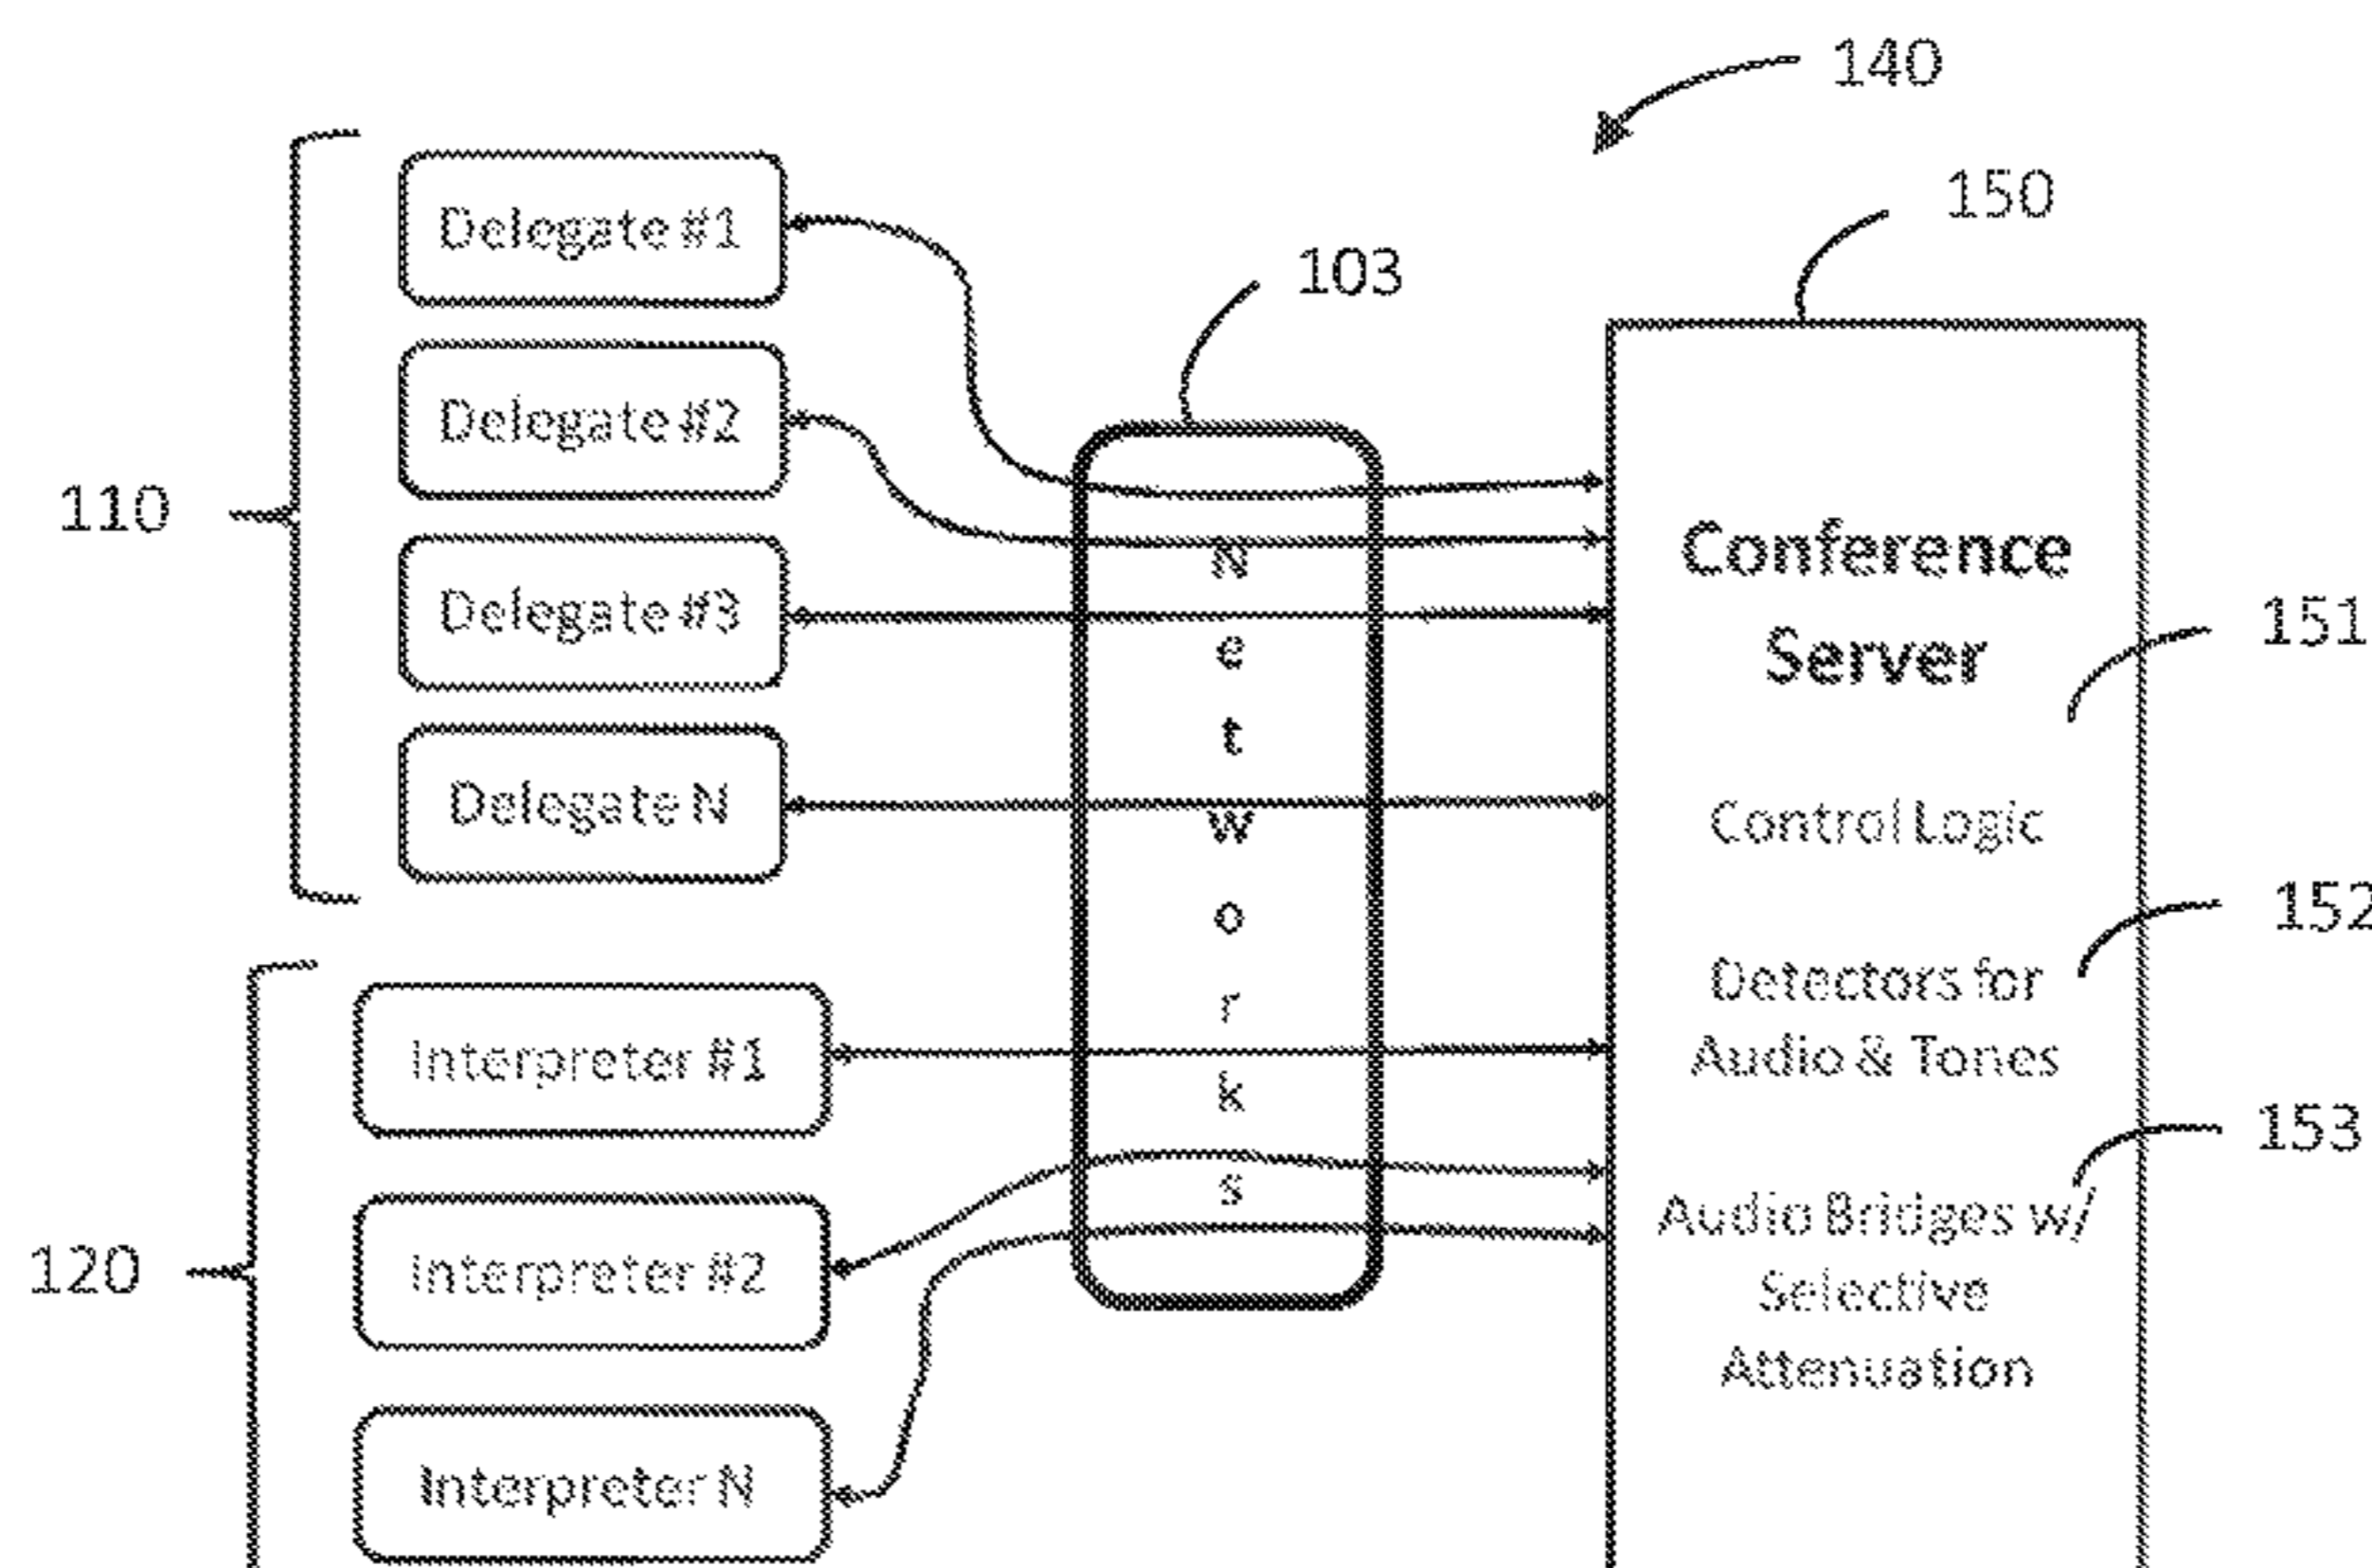 140
150
103
110
Delegate #1
Delegate #2
Delegate #3
Delegate N
120
Interpreter #1
Interpreter #2
Interpreter N
N
e
t
w
o
r
k
s
Conference
Server
151
Control Logic
152
Detectors for
Audio & Tones
153
Audio Bridges w/
Selective
Attenuation